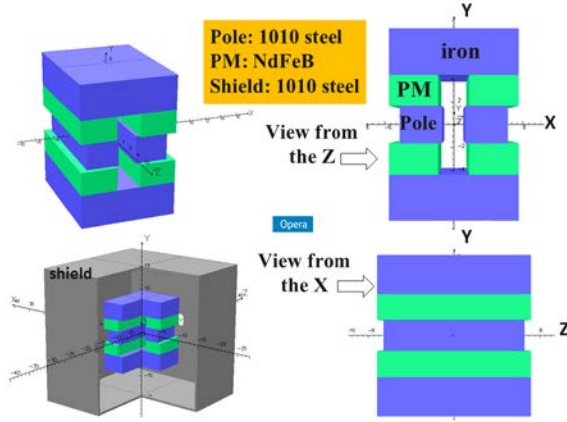 Y
Pole: 1010 steel
PM: NdFeB
Shield: 1010 steel
iron
PM
Pole
X
View from
the Z
Y
Opera
shield
View from
the X
Y
Z